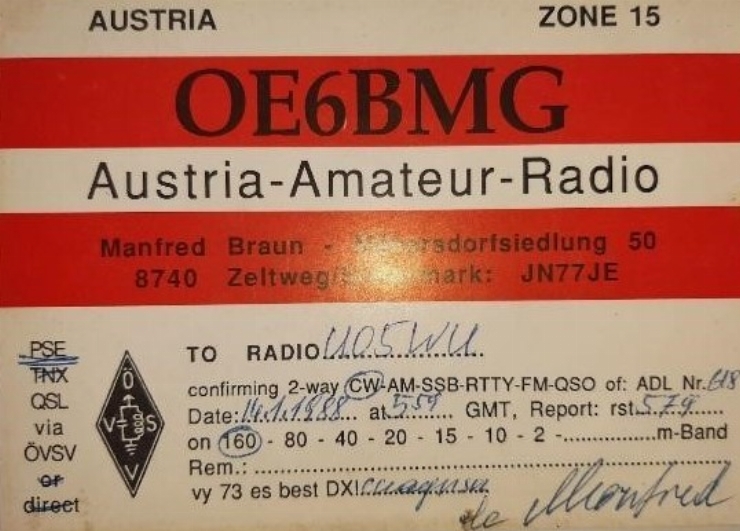 AUSTRIA ZONE 15
OE6BMG
Austria-Amateur-Radio
Manfred Braun - 50
8740 Zeltweg/ JN77JE
PSE
TNX
QSL
via
ÖVSV
or
direct
Ö
V S
V
TO RADIO UO5WU
confirming 2-way CW-AM-SSB-RTTY-FM-QSO of: ADL Nr. 618
Date: 14.1.1988 at 559 GMT, Report: rst 579
on 160 - 80 - 40 - 20 - 15 - 10 - 2 - m-Band
Rem.:
vy 73 es best DX!
de Manfred